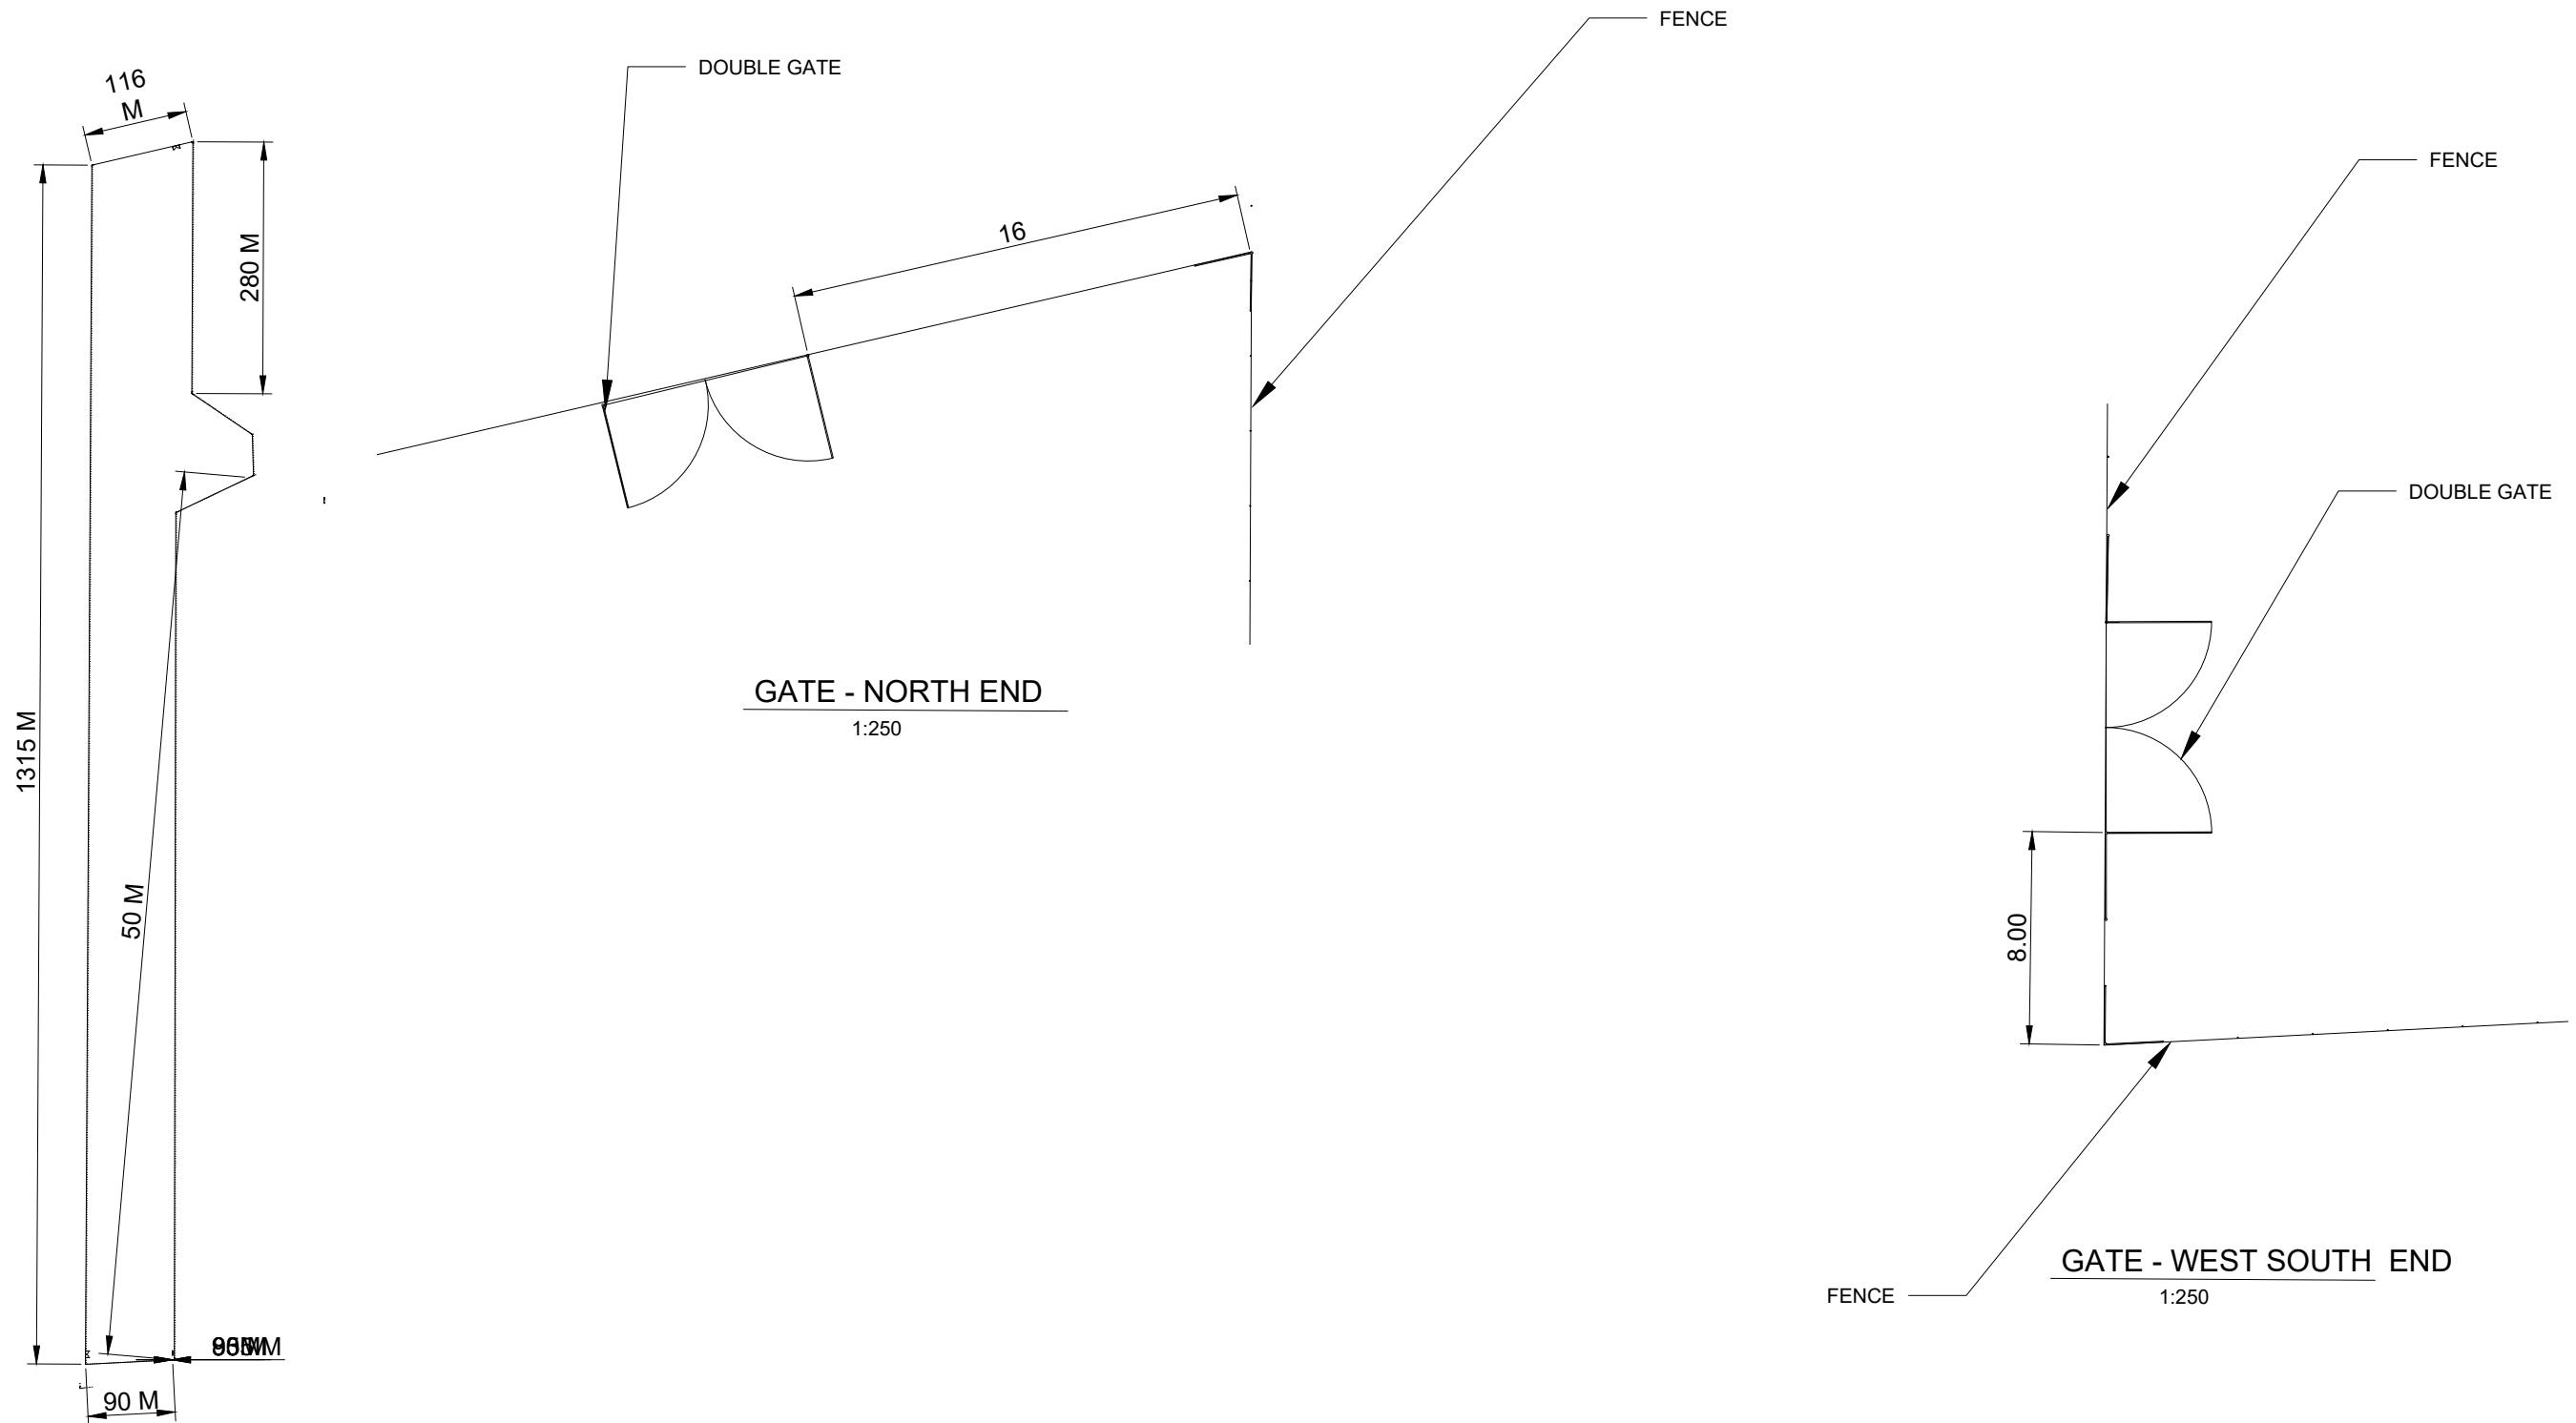 116
M
280 M
1315 M
50 M
90 M
DOUBLE GATE
FENCE
16
GATE - NORTH END
1:250
FENCE
DOUBLE GATE
8.00
FENCE
GATE - WEST SOUTH END
1:250